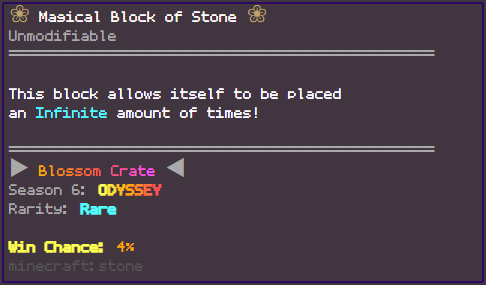 ❀ Magical Block of Stone ❀
Unmodifiable
This block allows itself to be placed
an Infinite amount of times!
▶ Blossom Crate ◀
Season 6: ODYSSEY
Rarity: Rare
Win Chance: 4%
minecraft:stone